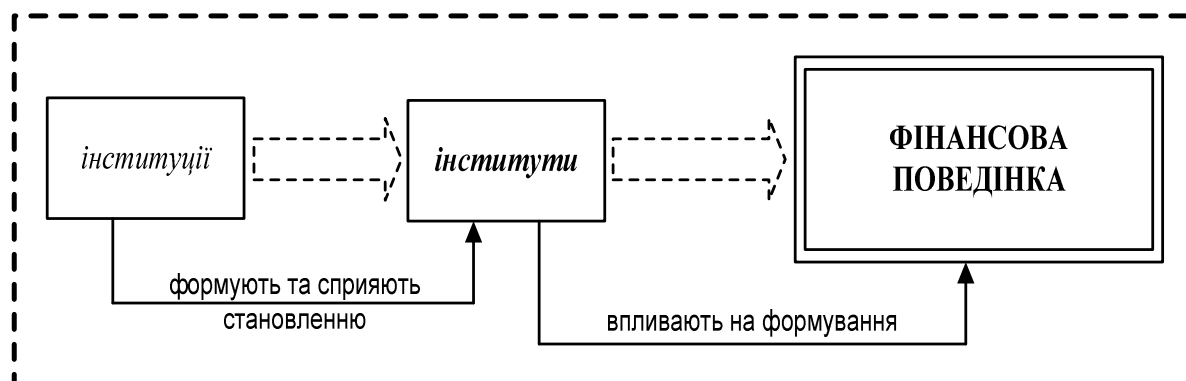 інституції
інститути
ФІНАНСОВА
ПОВЕДІНКА
формують та сприяють
становленню
впливають на формування